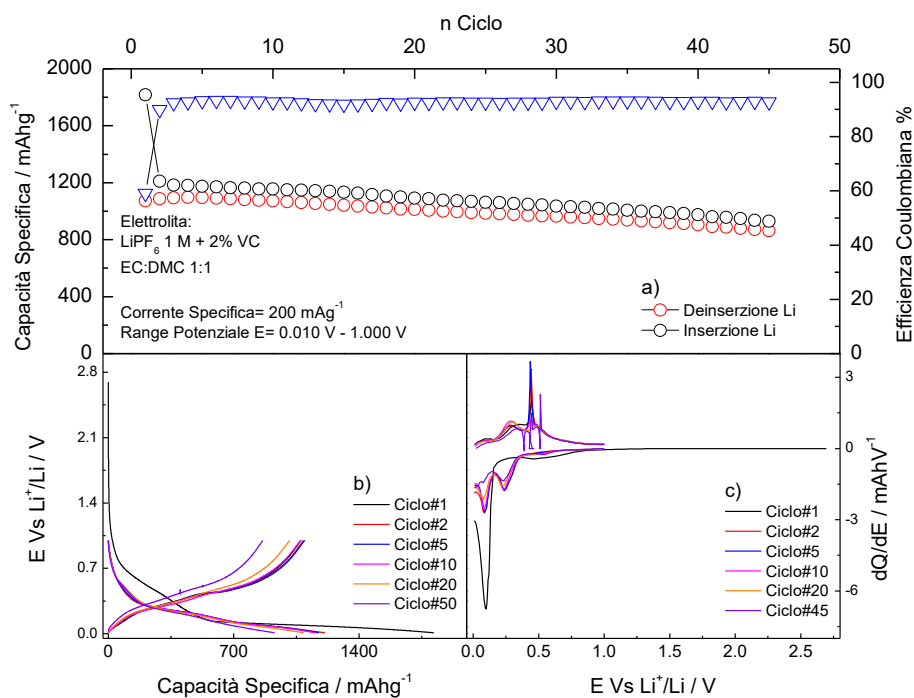 n Ciclo
0 10 20 30 40 50
2000
1600
1200
800
400
0
Capacità Specifica / mAhg⁻¹
100
80
60
40
20
0
Efficienza Coulombiana %
Elettrolita:
LiPF₆ 1 M + 2% VC
EC:DMC 1:1
Corrente Specifica= 200 mAg⁻¹
Range Potenziale E= 0.010 V - 1.000 V
a)
Deinserzione Li
Inserzione Li
2.8
2.1
1.4
0.7
0.0
E Vs Li⁺/Li / V
b)
Ciclo#1
Ciclo#2
Ciclo#5
Ciclo#10
Ciclo#20
Ciclo#50
0 700 1400
Capacità Specifica / mAhg⁻¹
3
0
-3
-6
dQ/dE / mAhV⁻¹
c)
Ciclo#1
Ciclo#2
Ciclo#5
Ciclo#10
Ciclo#20
Ciclo#45
0.0 0.5 1.0 1.5 2.0 2.5
E Vs Li⁺/Li / V